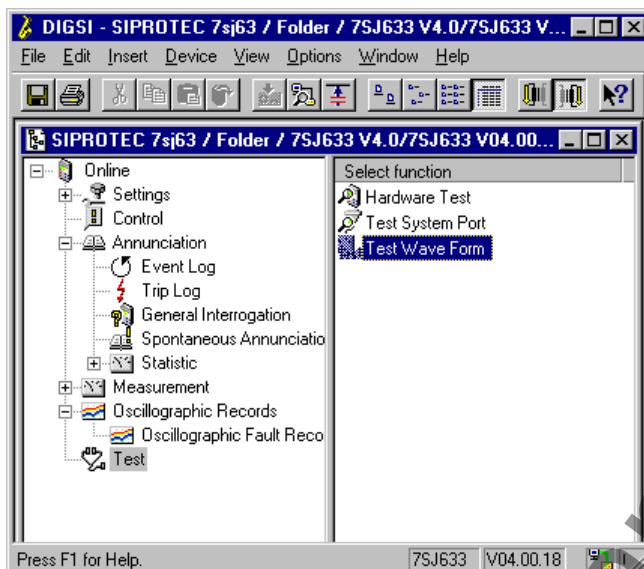 DIGSI - SIPROTEC 7sj63 / Folder / 7SJ633 V4.0/7SJ633 V...
File Edit Insert Device View Options Window Help
SIPROTEC 7sj63 / Folder / 7SJ633 V4.0/7SJ633 V04.00...
Online
Settings
Control
Annunciation
Event Log
Trip Log
General Interrogation
Spontaneous Annunciatio
Statistic
Measurement
Oscillographic Records
Oscillographic Fault Reco
Test
Select function
Hardware Test
Test System Port
Test Wave Form
Press F1 for Help.
7SJ633 V04.00.18